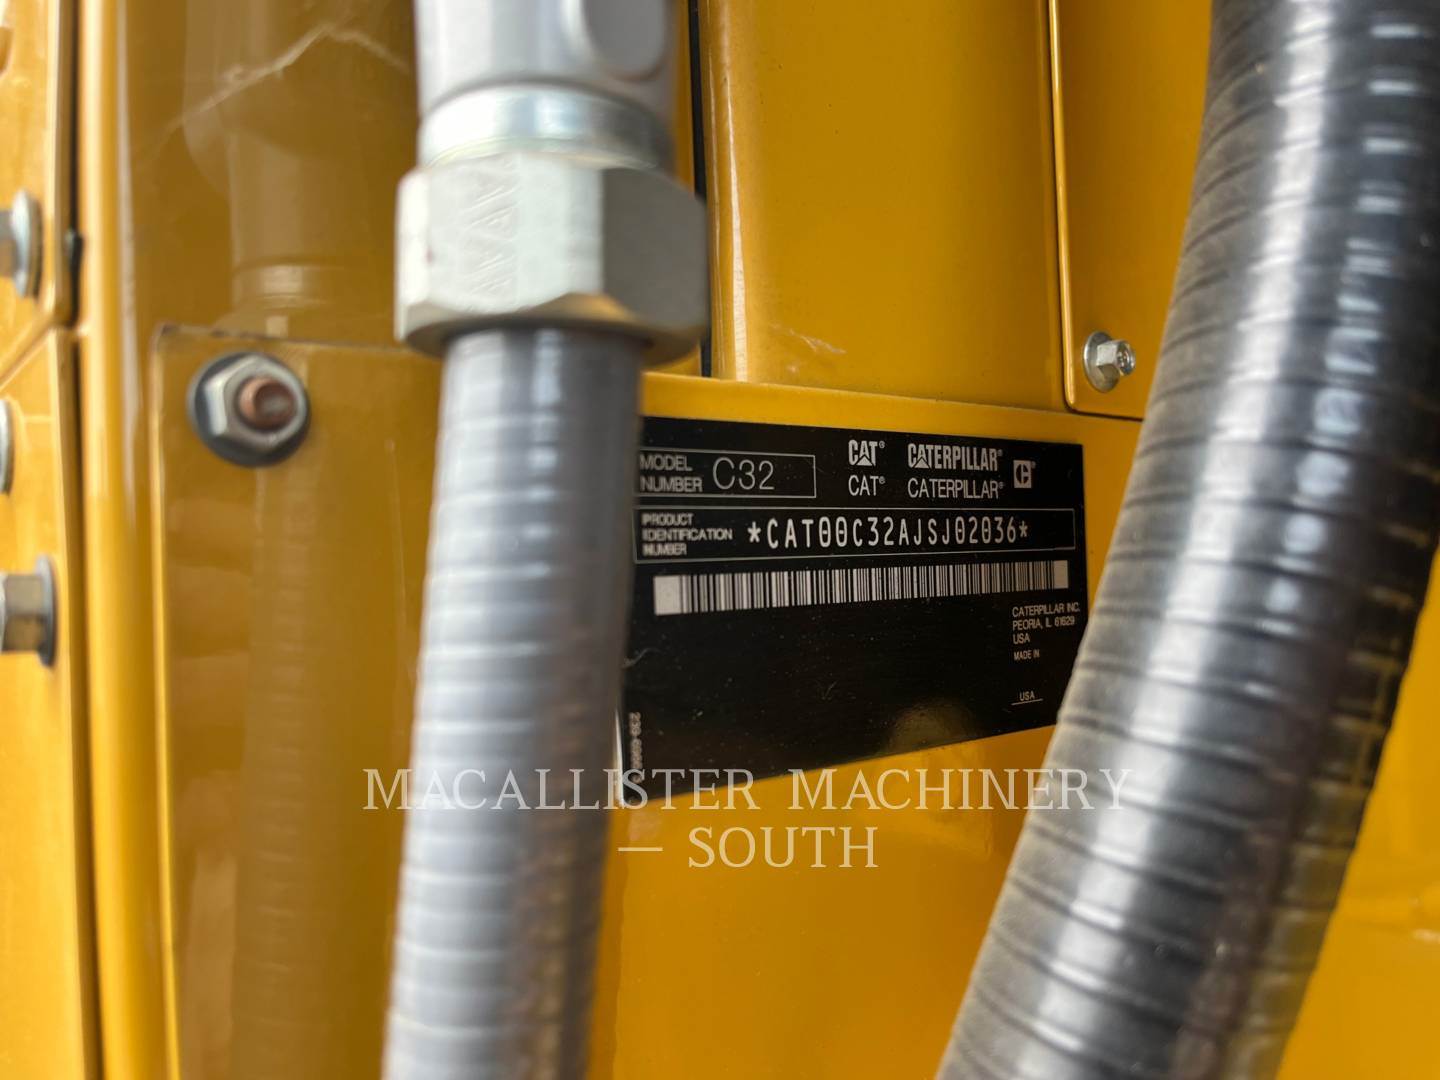 MODEL
NUMBER
C32
CAT® CATERPILLAR®
CAT® CATERPILLAR®
PRODUCT
IDENTIFICATION
NUMBER
*CAT00C32AJSJ02036*
CATERPILLAR INC.
PEORIA, IL 61629
USA
MADE IN
USA
MACALLISTER MACHINERY
— SOUTH